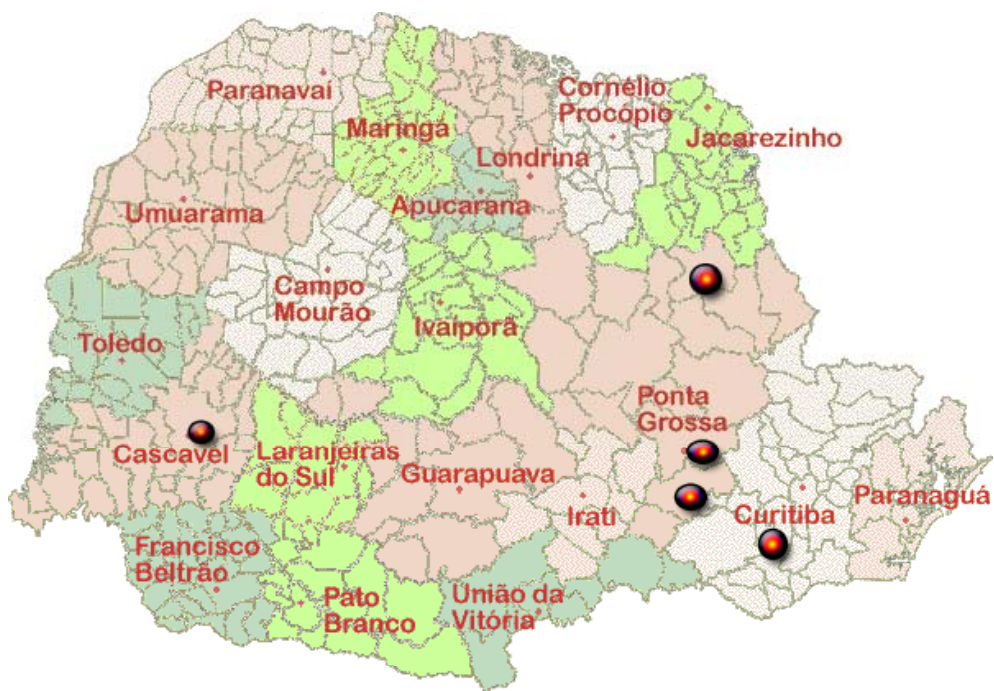 Paranavaí
Cornélio
Procópio
Maringá
Jacarezinho
Londrina
Umuarama
Apucarana
Campo
Mourão
Ivaiporã
Toledo
Ponta
Grossa
Cascavel
Laranjeiras
do Sul
Guarapuava
Irati
Curitiba
Paranaguá
Francisco
Beltrão
Pato
Branco
União da
Vitória